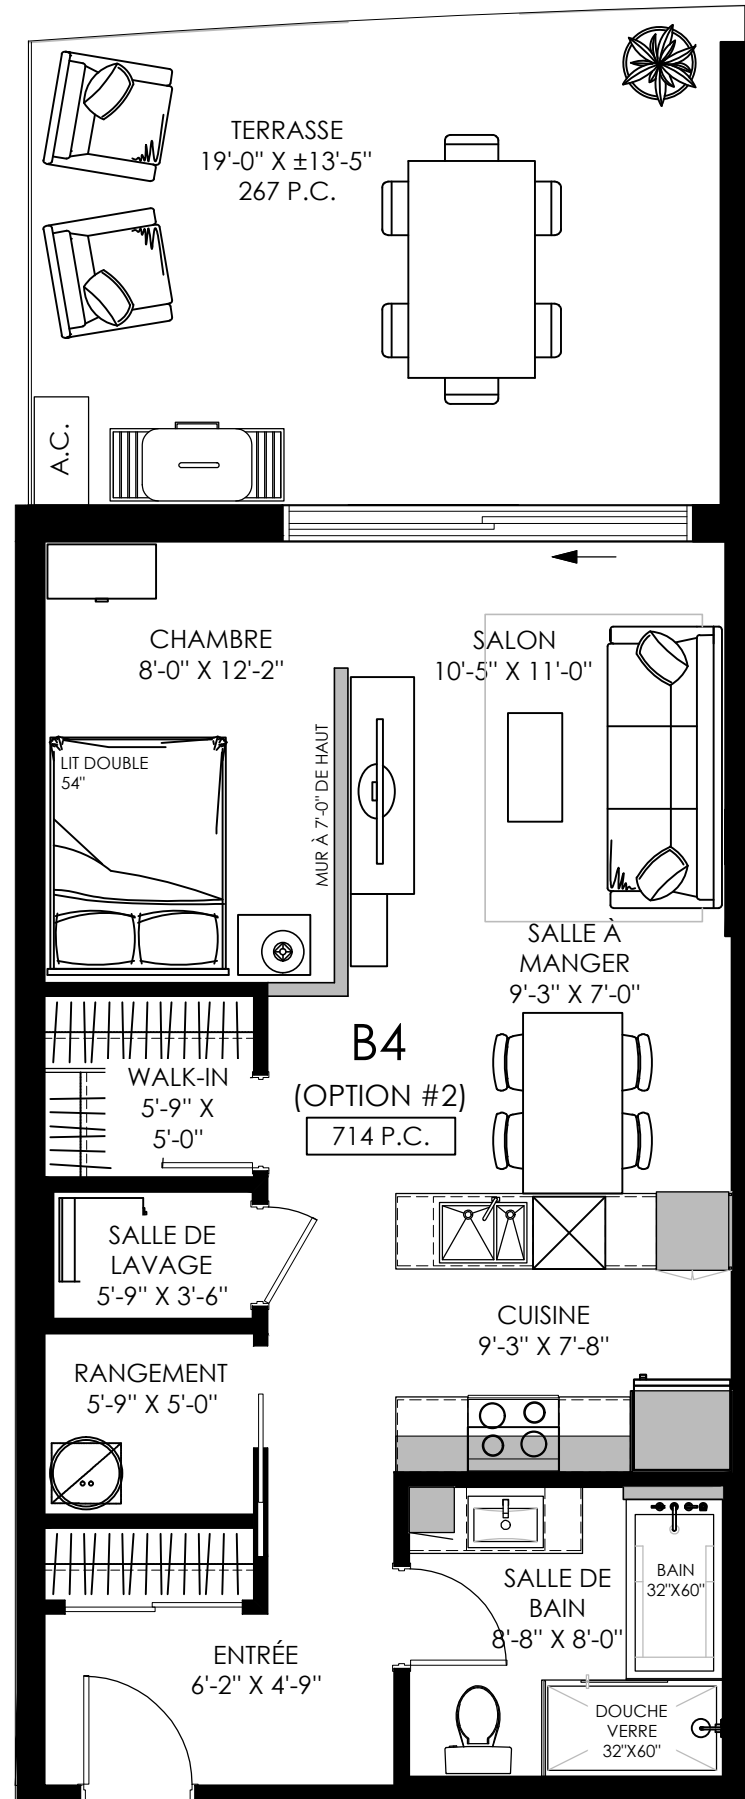 TERRASSE
19'-0" X ±13'-5"
267 P.C.
A.C.
CHAMBRE
8'-0" X 12'-2"
SALON
10'-5" X 11'-0"
LIT DOUBLE
54"
MUR À 7'-0" DE HAUT
SALLE À
MANGER
9'-3" X 7'-0"
B4
(OPTION #2)
714 P.C.
WALK-IN
5'-9" X
5'-0"
SALLE DE
LAVAGE
5'-9" X 3'-6"
CUISINE
9'-3" X 7'-8"
RANGEMENT
5'-9" X 5'-0"
SALLE DE
BAIN
8'-8" X 8'-0"
BAIN
32"X60"
ENTRÉE
6'-2" X 4'-9"
DOUCHE
VERRE
32"X60"